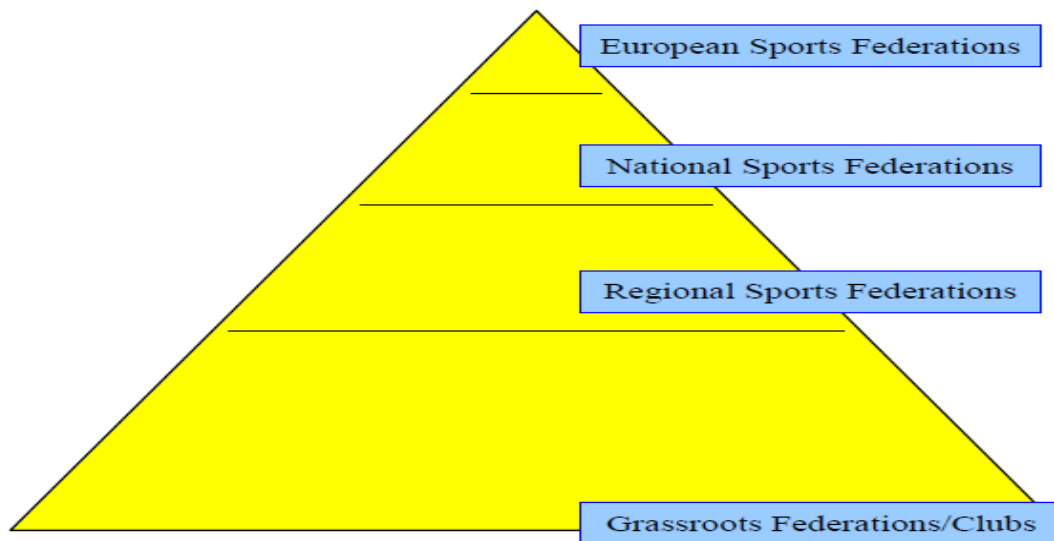 European Sports Federations
National Sports Federations
Regional Sports Federations
Grassroots Federations/Clubs